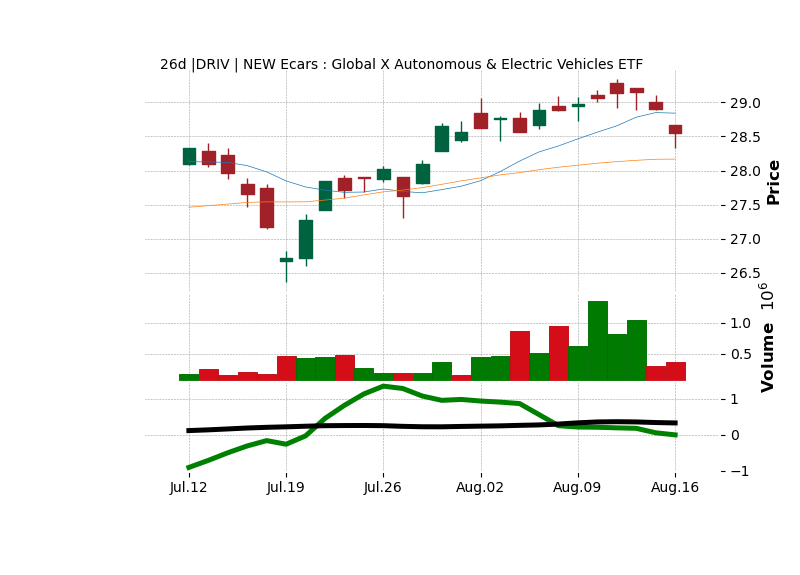 26d |DRIV | NEW Ecars : Global X Autonomous & Electric Vehicles ETF
29.0
28.5
28.0
27.5
27.0
26.5
Price
1.0
0.5
Volume 10^6
1
0
−1
Jul.12 Jul.19 Jul.26 Aug.02 Aug.09 Aug.16